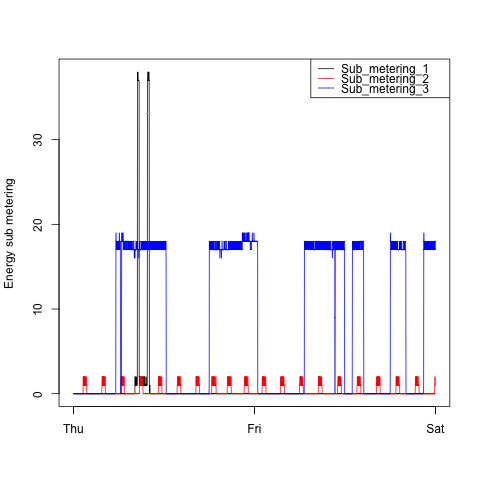 Sub_metering_1
Sub_metering_2
Sub_metering_3
Energy sub metering
30
20
10
0
Thu Fri Sat